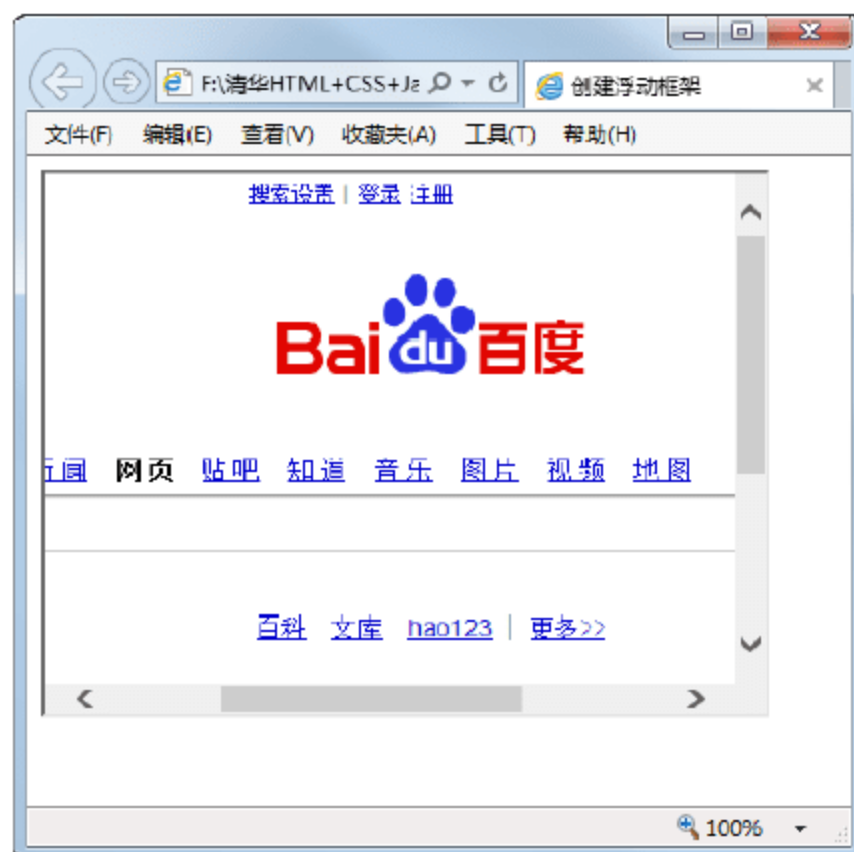 F:\清华HTML+CSS+Ja
创建浮动框架
文件(F) 编辑(E) 查看(V) 收藏夹(A) 工具(T) 帮助(H)
搜索设置 | 登录 注册
Bai du 百度
新闻 网页 贴吧 知道 音乐 图片 视频 地图
百科 文库 hao123 | 更多>>
100%